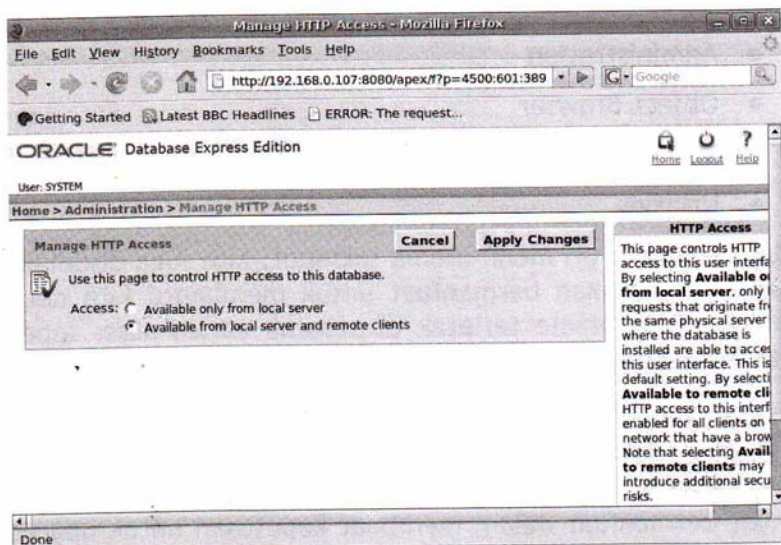 Manage HTTP Access - Mozilla Firefox
File Edit View History Bookmarks Tools Help
http://192.168.0.107:8080/apex/f?p=4500:601:389
Google
Getting Started Latest BBC Headlines ERROR: The request...
ORACLE Database Express Edition
Home Logout Help
User: SYSTEM
Home > Administration > Manage HTTP Access
Manage HTTP Access
Cancel Apply Changes
Use this page to control HTTP access to this database.
Access: Available only from local server
Available from local server and remote clients
HTTP Access
This page controls HTTP
access to this user interfa
By selecting Available o
from local server, only
requests that originate fr
the same physical server
where the database is
installed are able to acce
this user interface. This is
default setting. By selecti
Available to remote cli
HTTP access to this interf
enabled for all clients on
network that have a brow
Note that selecting Avail
to remote clients may
introduce additional secu
risks.
Done